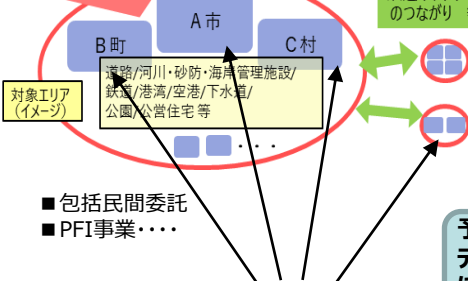 のつながり
A市
B町
C村
道路/河川・砂防・海岸管理施設/
鉄道/港湾/空港/下水道/
公園/公営住宅 等
対象エリア
(イメージ)
・・・
■包括民間委託
■PFI事業・・・・